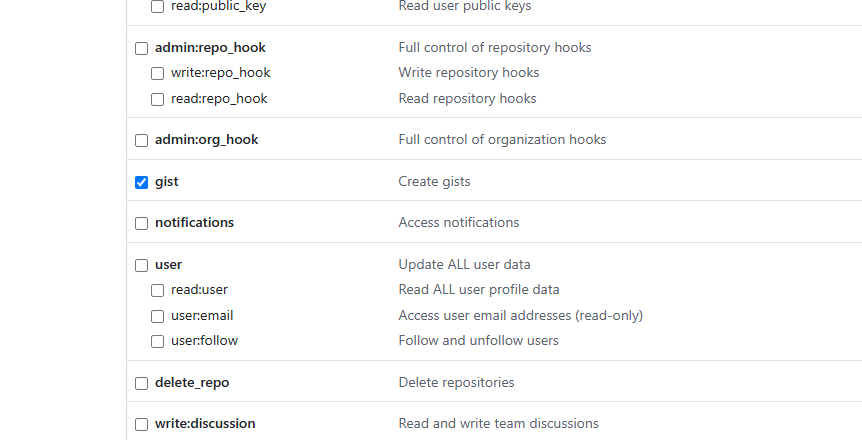 read:public_key Read user public keys
admin:repo_hook Full control of repository hooks
write:repo_hook Write repository hooks
read:repo_hook Read repository hooks
admin:org_hook Full control of organization hooks
gist Create gists
notifications Access notifications
user Update ALL user data
read:user Read ALL user profile data
user:email Access user email addresses (read-only)
user:follow Follow and unfollow users
delete_repo Delete repositories
write:discussion Read and write team discussions